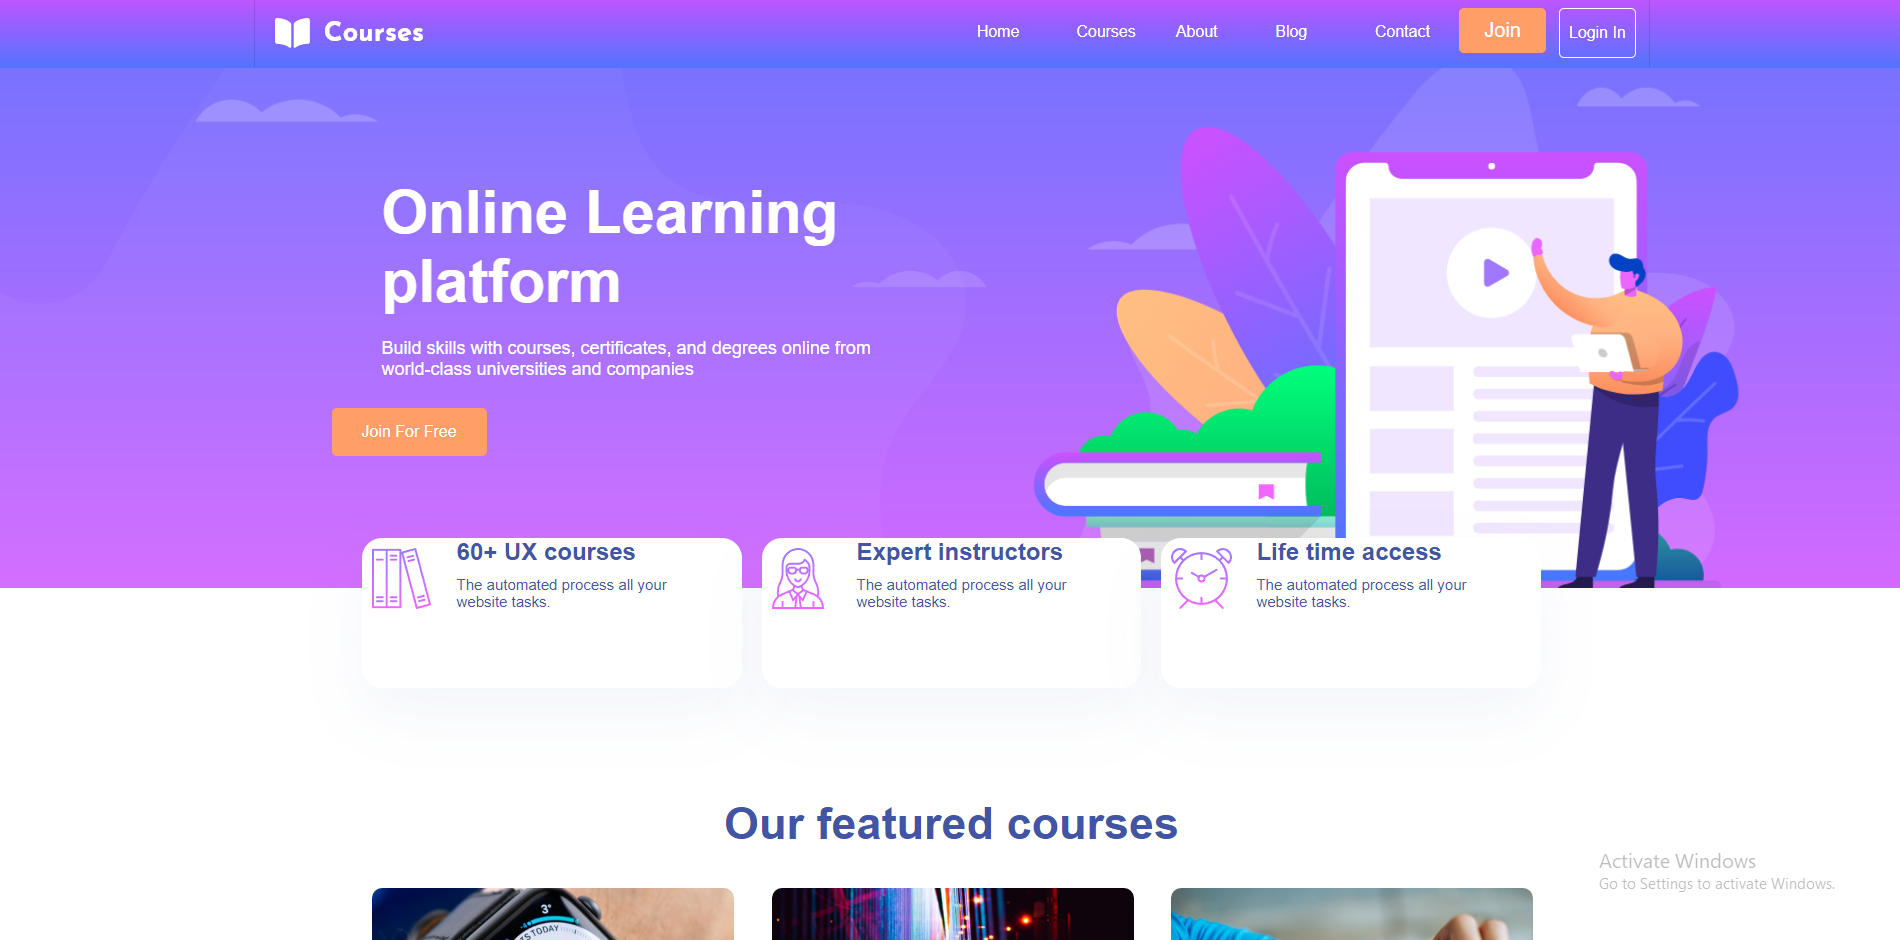 Courses
Home Courses About Blog Contact Join Login In
Online Learning
platform
Build skills with courses, certificates, and degrees online from
world-class universities and companies
Join For Free
60+ UX courses
The automated process all your
website tasks.
Expert instructors
The automated process all your
website tasks.
Life time access
The automated process all your
website tasks.
Our featured courses
Activate Windows
Go to Settings to activate Windows.
3°
TS TODAY